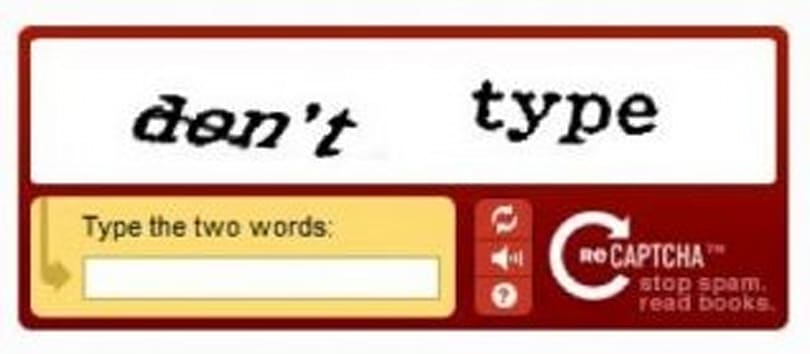 don't type
Type the two words:
ReCAPTCHA™
stop spam.
read books.